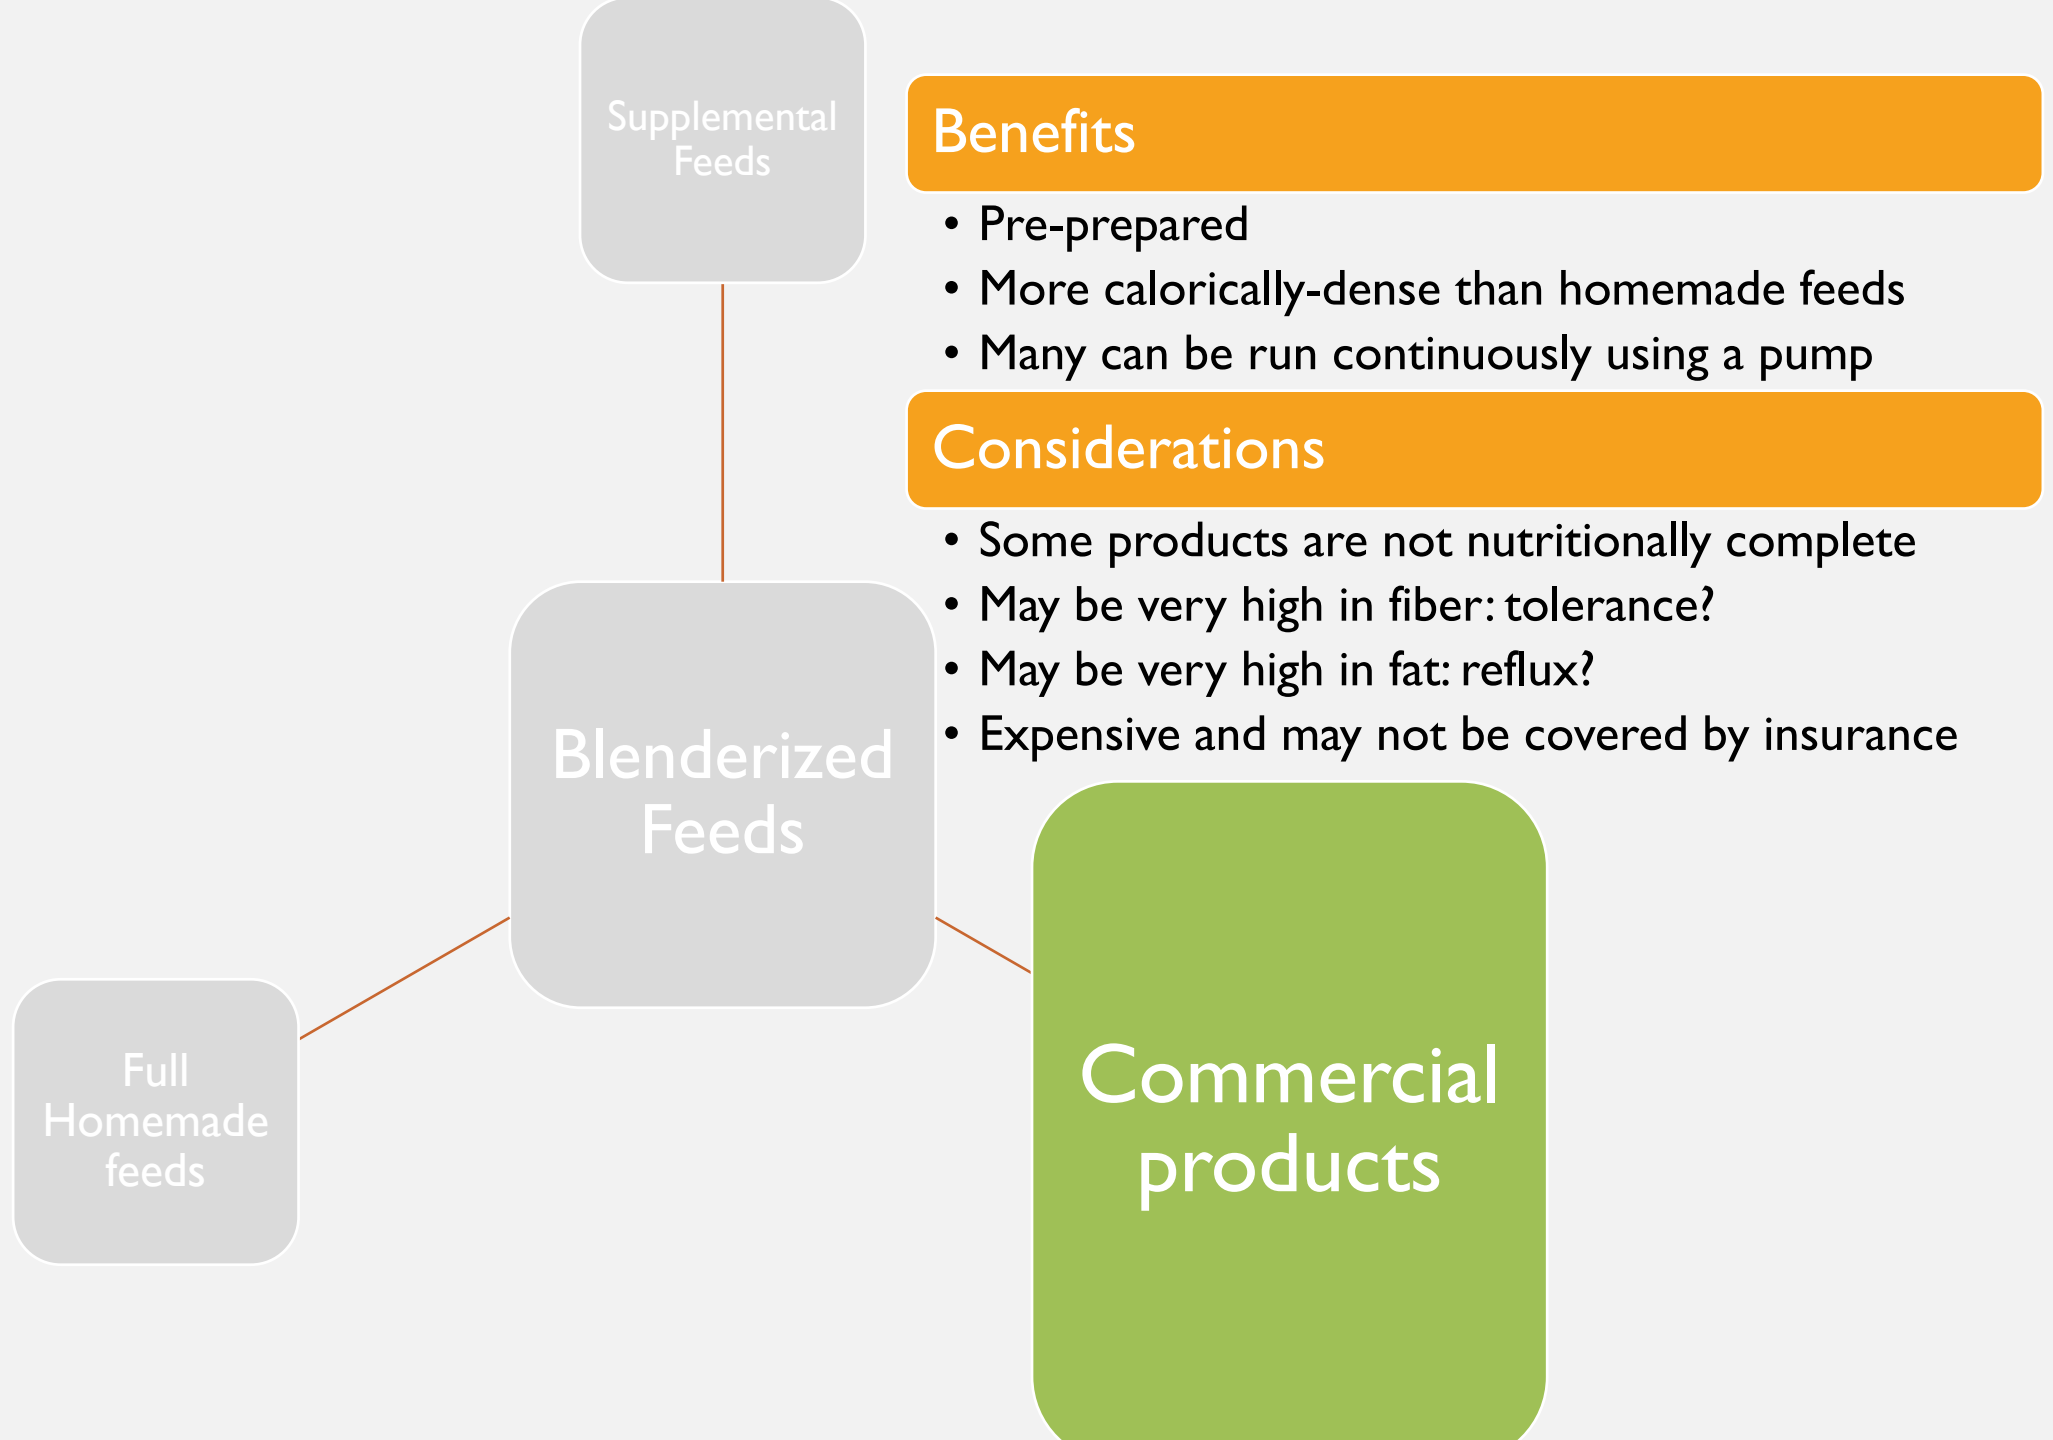 Supplemental
Feeds
Benefits
• Pre-prepared
• More calorically-dense than homemade feeds
• Many can be run continuously using a pump
Considerations
• Some products are not nutritionally complete
• May be very high in fiber: tolerance?
• May be very high in fat: reflux?
• Expensive and may not be covered by insurance
Blenderized
Feeds
Full
Homemade
feeds
Commercial
products